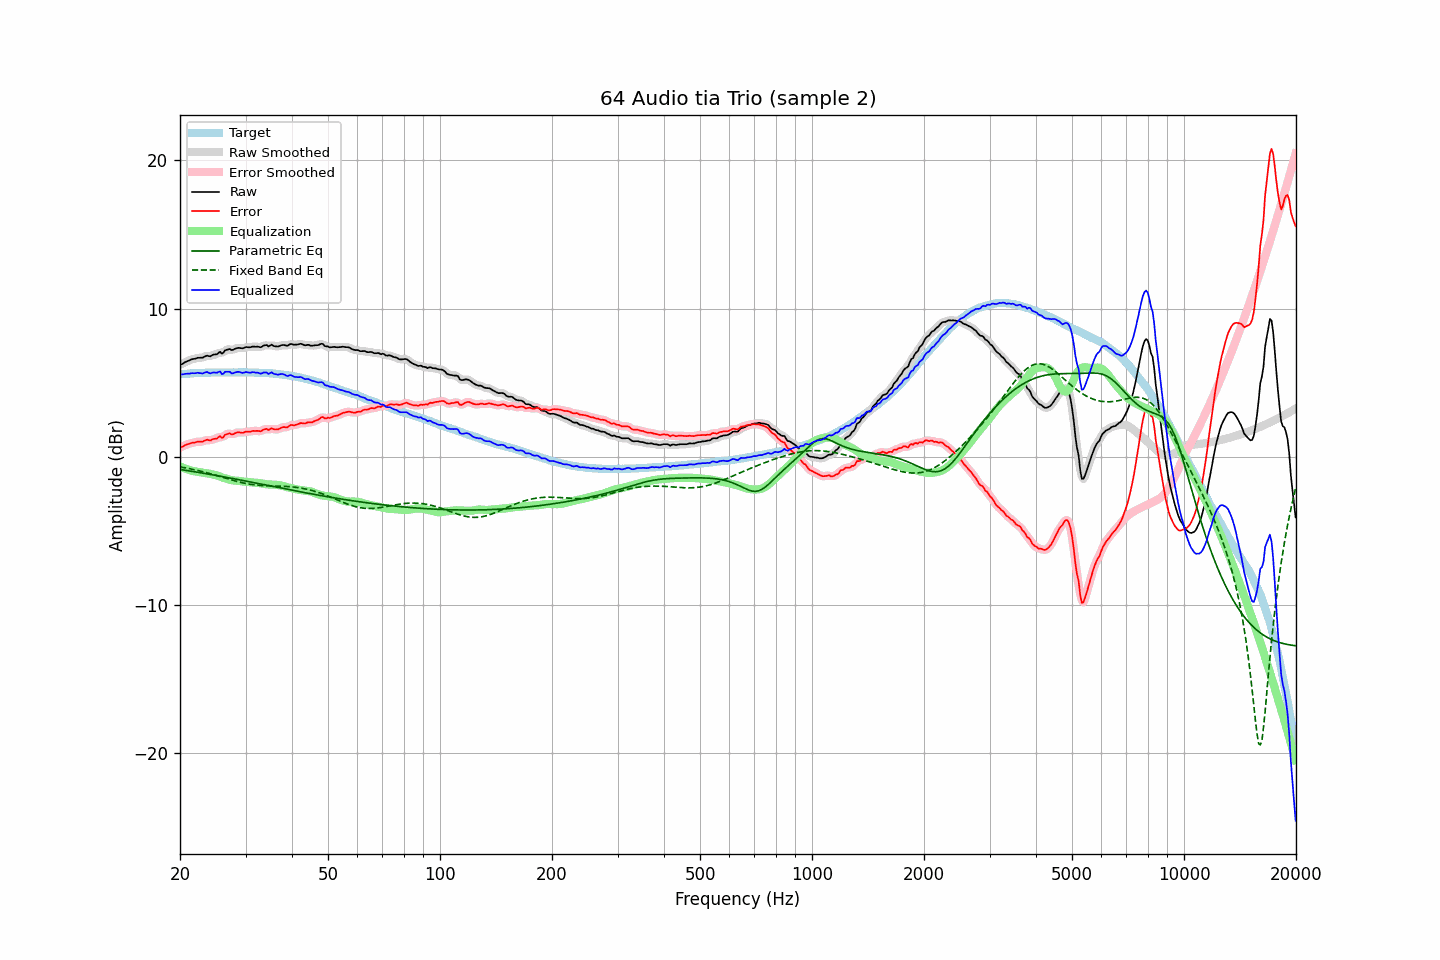 64 Audio tia Trio (sample 2)
Target
Raw Smoothed
Error Smoothed
Raw
Error
Equalization
Parametric Eq
Fixed Band Eq
Equalized
20
10
0
−10
−20
Amplitude (dBr)
20
50
100
200
500
1000
2000
5000
10000
20000
Frequency (Hz)